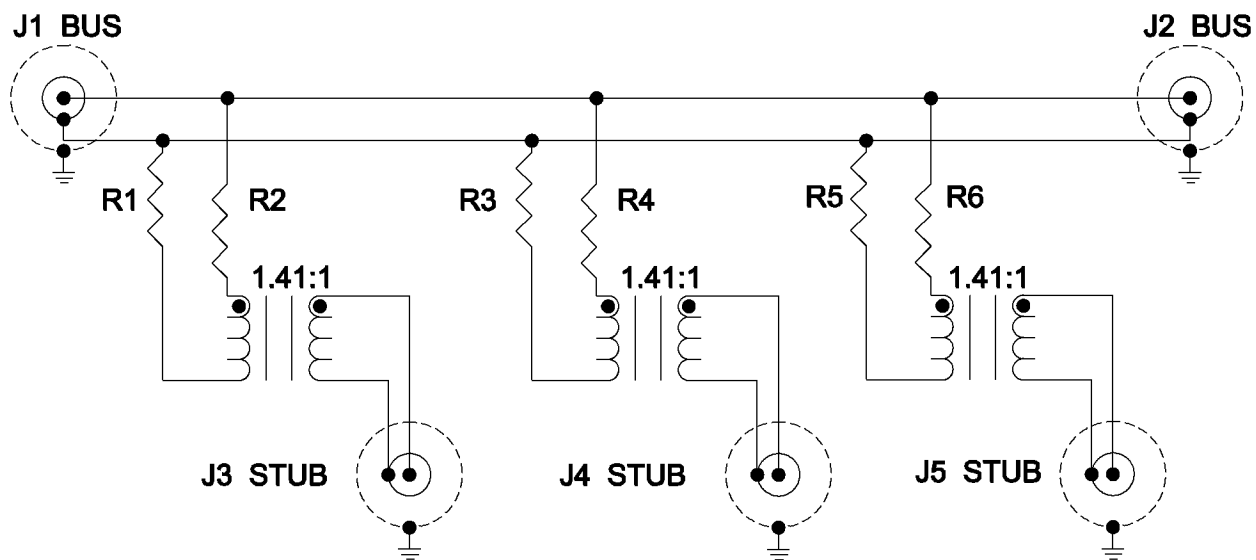 J1 BUS
J2 BUS
R1
R2
R3
R4
R5
R6
1.41:1
1.41:1
1.41:1
J3 STUB
J4 STUB
J5 STUB